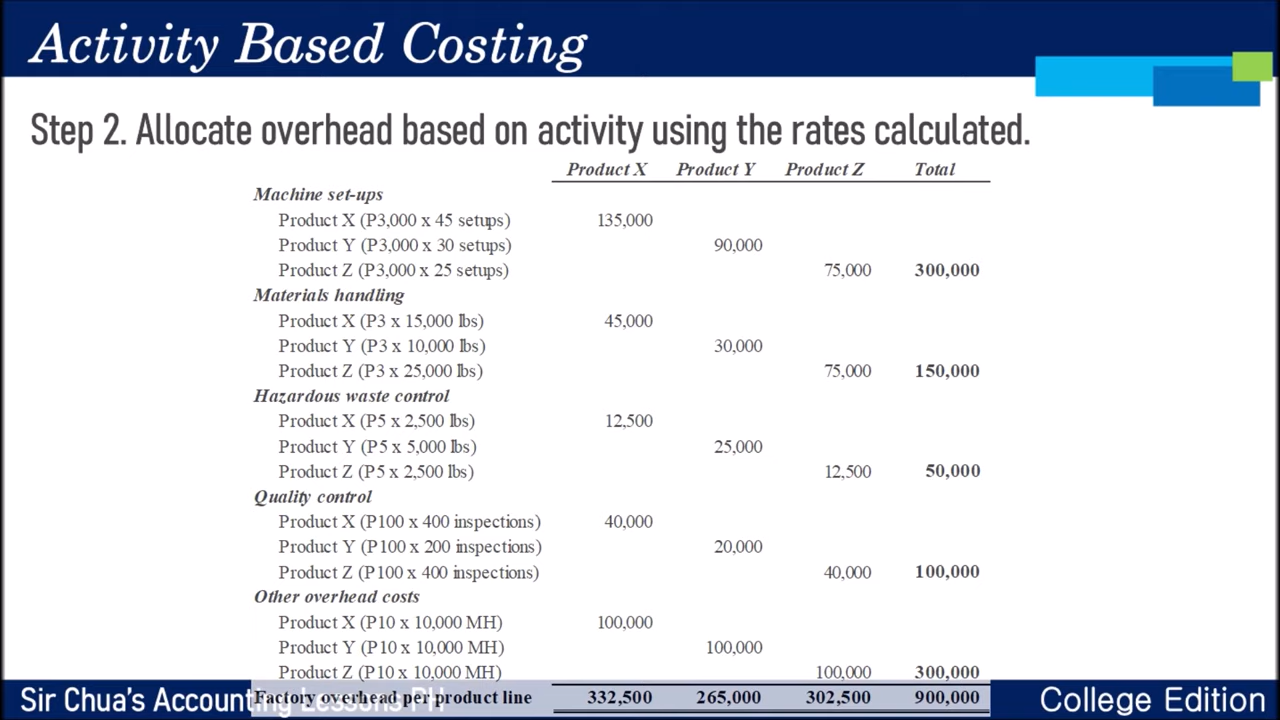 Activity Based Costing
Step 2. Allocate overhead based on activity using the rates calculated.
Product X Product Y Product Z Total
Machine set-ups
Product X (P3,000 x 45 setups) 135,000
Product Y (P3,000 x 30 setups) 90,000
Product Z (P3,000 x 25 setups) 75,000 300,000
Materials handling
Product X (P3 x 15,000 lbs) 45,000
Product Y (P3 x 10,000 lbs) 30,000
Product Z (P3 x 25,000 lbs) 75,000 150,000
Hazardous waste control
Product X (P5 x 2,500 lbs) 12,500
Product Y (P5 x 5,000 lbs) 25,000
Product Z (P5 x 2,500 lbs) 12,500 50,000
Quality control
Product X (P100 x 400 inspections) 40,000
Product Y (P100 x 200 inspections) 20,000
Product Z (P100 x 400 inspections) 40,000 100,000
Other overhead costs
Product X (P10 x 10,000 MH) 100,000
Product Y (P10 x 10,000 MH) 100,000
Product Z (P10 x 10,000 MH) 100,000 300,000
Factory overhead per product line 332,500 265,000 302,500 900,000
Sir Chua's Accounting Lessons PH
College Edition